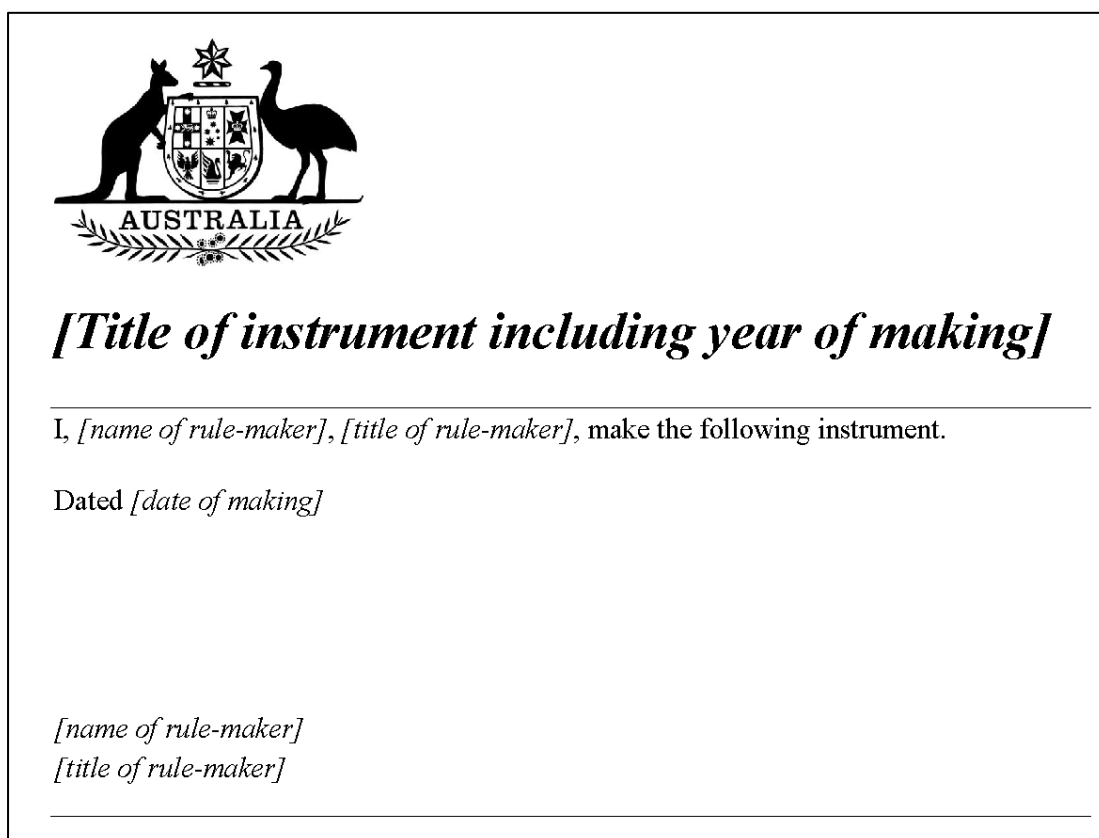 AUSTRALIA
[Title of instrument including year of making]
I, [name of rule-maker], [title of rule-maker], make the following instrument.
Dated [date of making]
[name of rule-maker]
[title of rule-maker]